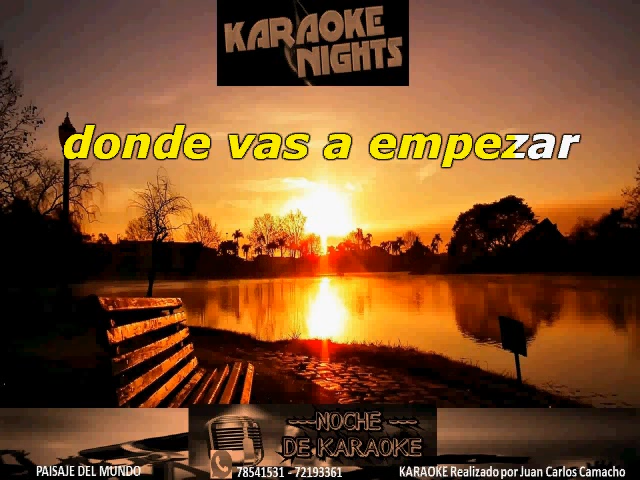 KARAOKE
NIGHTS
donde vas a empezar
NOCHE
DE KARAOKE
PAISAJE DEL MUNDO
78541531 - 72193361
KARAOKE Realizado por Juan Carlos Camacho